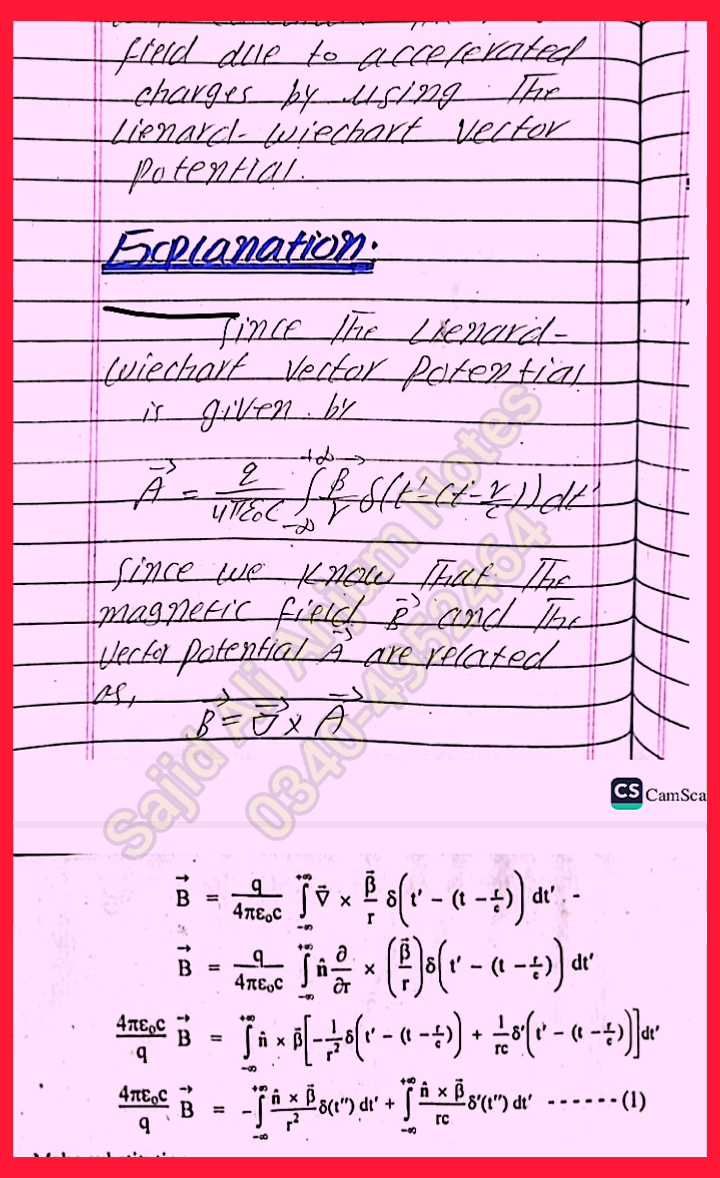 field due to accelerated
charges by using The
Lienard-Wiechart Vector
Potential.
Explanation.
Since The Lienard-
Wiechart Vector Potential
is given by
A⃗ = q/4πε₀c ∫₋∞⁺∞ β⃗/r δ(t'-(t-r/c))dt'
Since we know That The
magnetic field B⃗ and The
Vector potential A⃗ are related
as,
B⃗ = ∇⃗ x A⃗
Sajid Ali Anjum Notes
0340-4952464
CS CamSca
B⃗ = q/4πε₀c ∫₋∞⁺∞ ∇⃗ × β⃗/r δ(t' - (t - r/c)) dt' . -
B⃗ = q/4πε₀c ∫₋∞⁺∞ n̂ ∂/∂r × (β⃗/r) δ(t' - (t - r/c)) dt'
4πε₀c/q B⃗ = ∫₋∞⁺∞ n̂ × β⃗[-1/r² δ(t' - (t - r/c)) + 1/rc δ'(t' - (t - r/c))]dt'
4πε₀c/q B⃗ = -∫₋∞⁺∞ n̂ × β⃗/r² δ(t″) dt' + ∫₋∞⁺∞ n̂ × β⃗/rc δ'(t″) dt' ------(1)